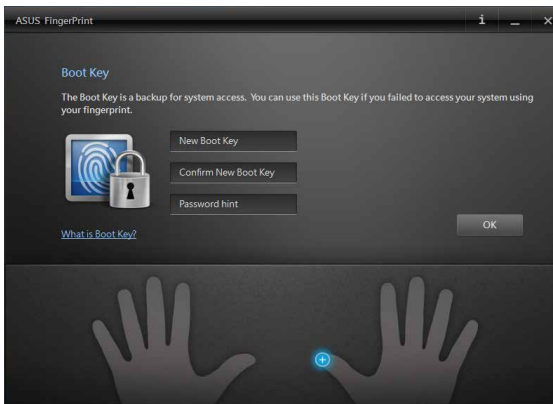 ASUS FingerPrint
Boot Key
The Boot Key is a backup for system access. You can use this Boot Key if you failed to access your system using
your fingerprint.
New Boot Key
Confirm New Boot Key
Password hint
OK
What is Boot Key?